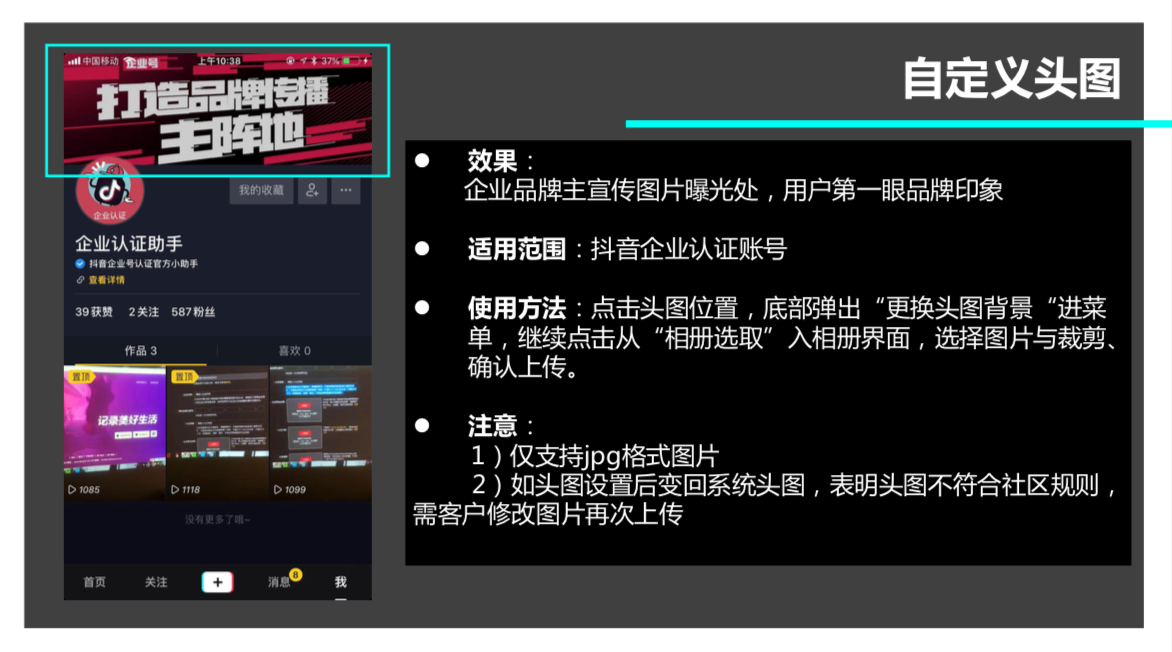 中国移动 企业号 上午10:38 37%
打造品牌专播
主阵地
企业认证
我的收藏
企业认证助手
抖音企业号认证官方小助手
查看详情
39获赞 2关注 587粉丝
作品 3 喜欢 0
置顶 置顶
记录美好生活
1085 1118 1099
没有更多了哦~
首页 关注 消息 8 我
自定义头图
● 效果：
企业品牌主宣传图片曝光处，用户第一眼品牌印象
● 适用范围：抖音企业认证账号
● 使用方法：点击头图位置，底部弹出“更换头图背景“进菜
单，继续点击从“相册选取”入相册界面，选择图片与裁剪、
确认上传。
● 注意：
1）仅支持jpg格式图片
2）如头图设置后变回系统头图，表明头图不符合社区规则，
需客户修改图片再次上传